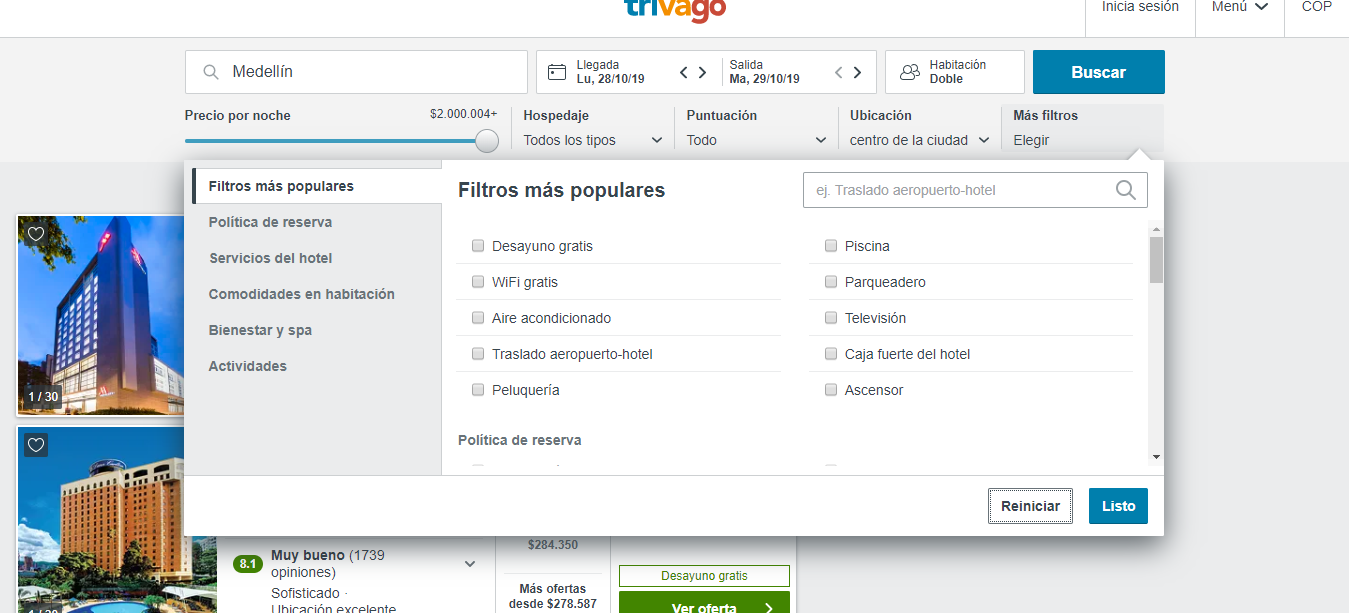 trivago
Inicia sesión
Menú
COP
Medellín
Llegada
Lu, 28/10/19
Salida
Ma, 29/10/19
Habitación
Doble
Buscar
Precio por noche
$2.000.004+
Hospedaje
Todos los tipos
Puntuación
Todo
Ubicación
centro de la ciudad
Más filtros
Elegir
Filtros más populares
Política de reserva
Servicios del hotel
Comodidades en habitación
Bienestar y spa
Actividades
Filtros más populares
ej. Traslado aeropuerto-hotel
Desayuno gratis
Piscina
WiFi gratis
Parqueadero
Aire acondicionado
Televisión
Traslado aeropuerto-hotel
Caja fuerte del hotel
Peluquería
Ascensor
Política de reserva
Reiniciar
Listo
1 / 30
1 / 30
8.1
Muy bueno (1739
opiniones)
Sofisticado ·
Ubicación excelente
$284.350
Más ofertas
desde $278.587
Desayuno gratis
Ver oferta